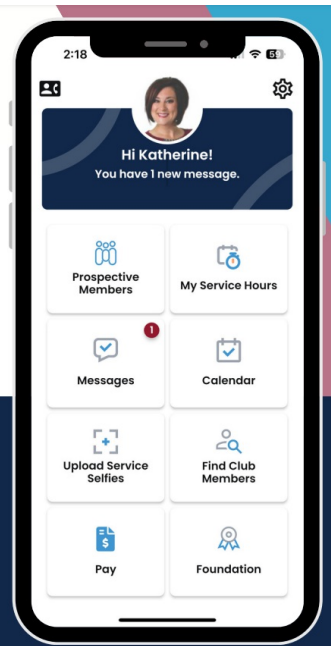 2:18
Hi Katherine!
You have 1 new message.
Prospective
Members
My Service Hours
1
Messages
Calendar
Upload Service
Selfies
Find Club
Members
$
Pay
Foundation